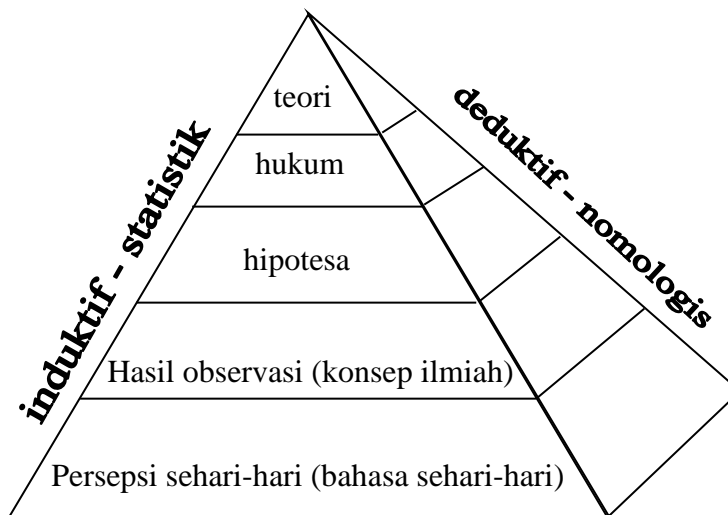 teori
hukum
hipotesa
Hasil observasi (konsep ilmiah)
Persepsi sehari-hari (bahasa sehari-hari)
induktif - statistik
deduktif - nomologis